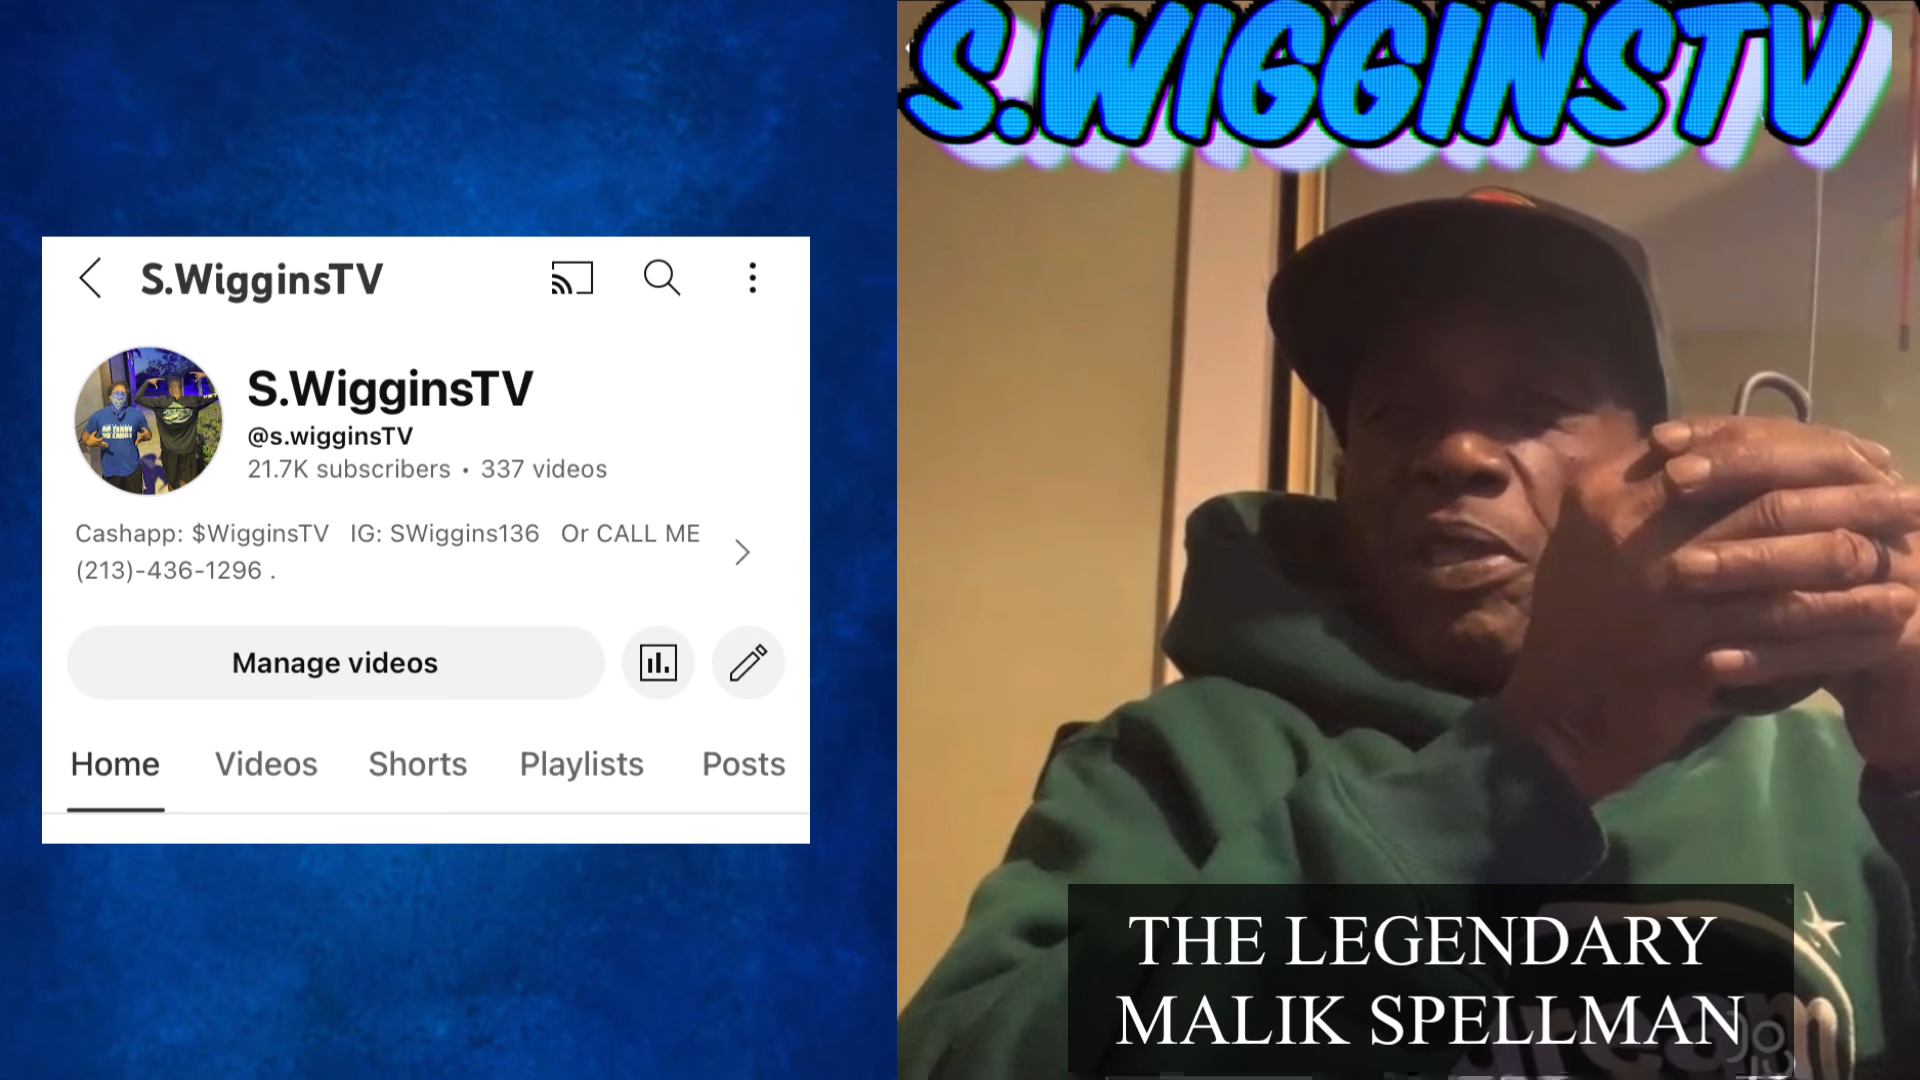 S.WigginsTV
S.WigginsTV
@s.wigginsTV
21.7K subscribers • 337 videos
Cashapp: $WigginsTV IG: SWiggins136 Or CALL ME
(213)-436-1296 .
Manage videos
Home Videos Shorts Playlists Posts
S.WIGGINSTV
THE LEGENDARY
MALIK SPELLMAN